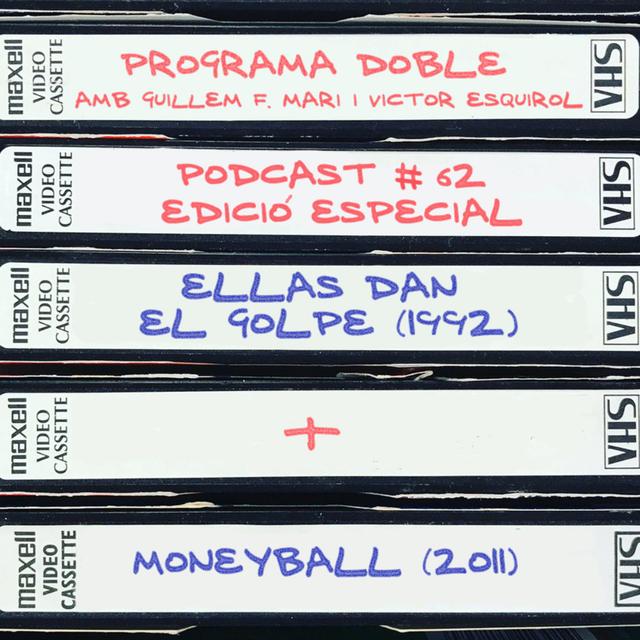 maxell
VIDEO
CASSETTE
PROGRAMA DOBLE
AMB GUILLEM F. MARI I VICTOR ESQUIROL
VHS
maxell
VIDEO
CASSETTE
PODCAST # 62
EDICIÓ ESPECIAL
VHS
maxell
VIDEO
CASSETTE
ELLAS DAN
EL GOLPE (1992)
VHS
maxell
VIDEO
CASSETTE
+
VHS
maxell
VIDEO
CASSETTE
MONEYBALL (2011)
VHS